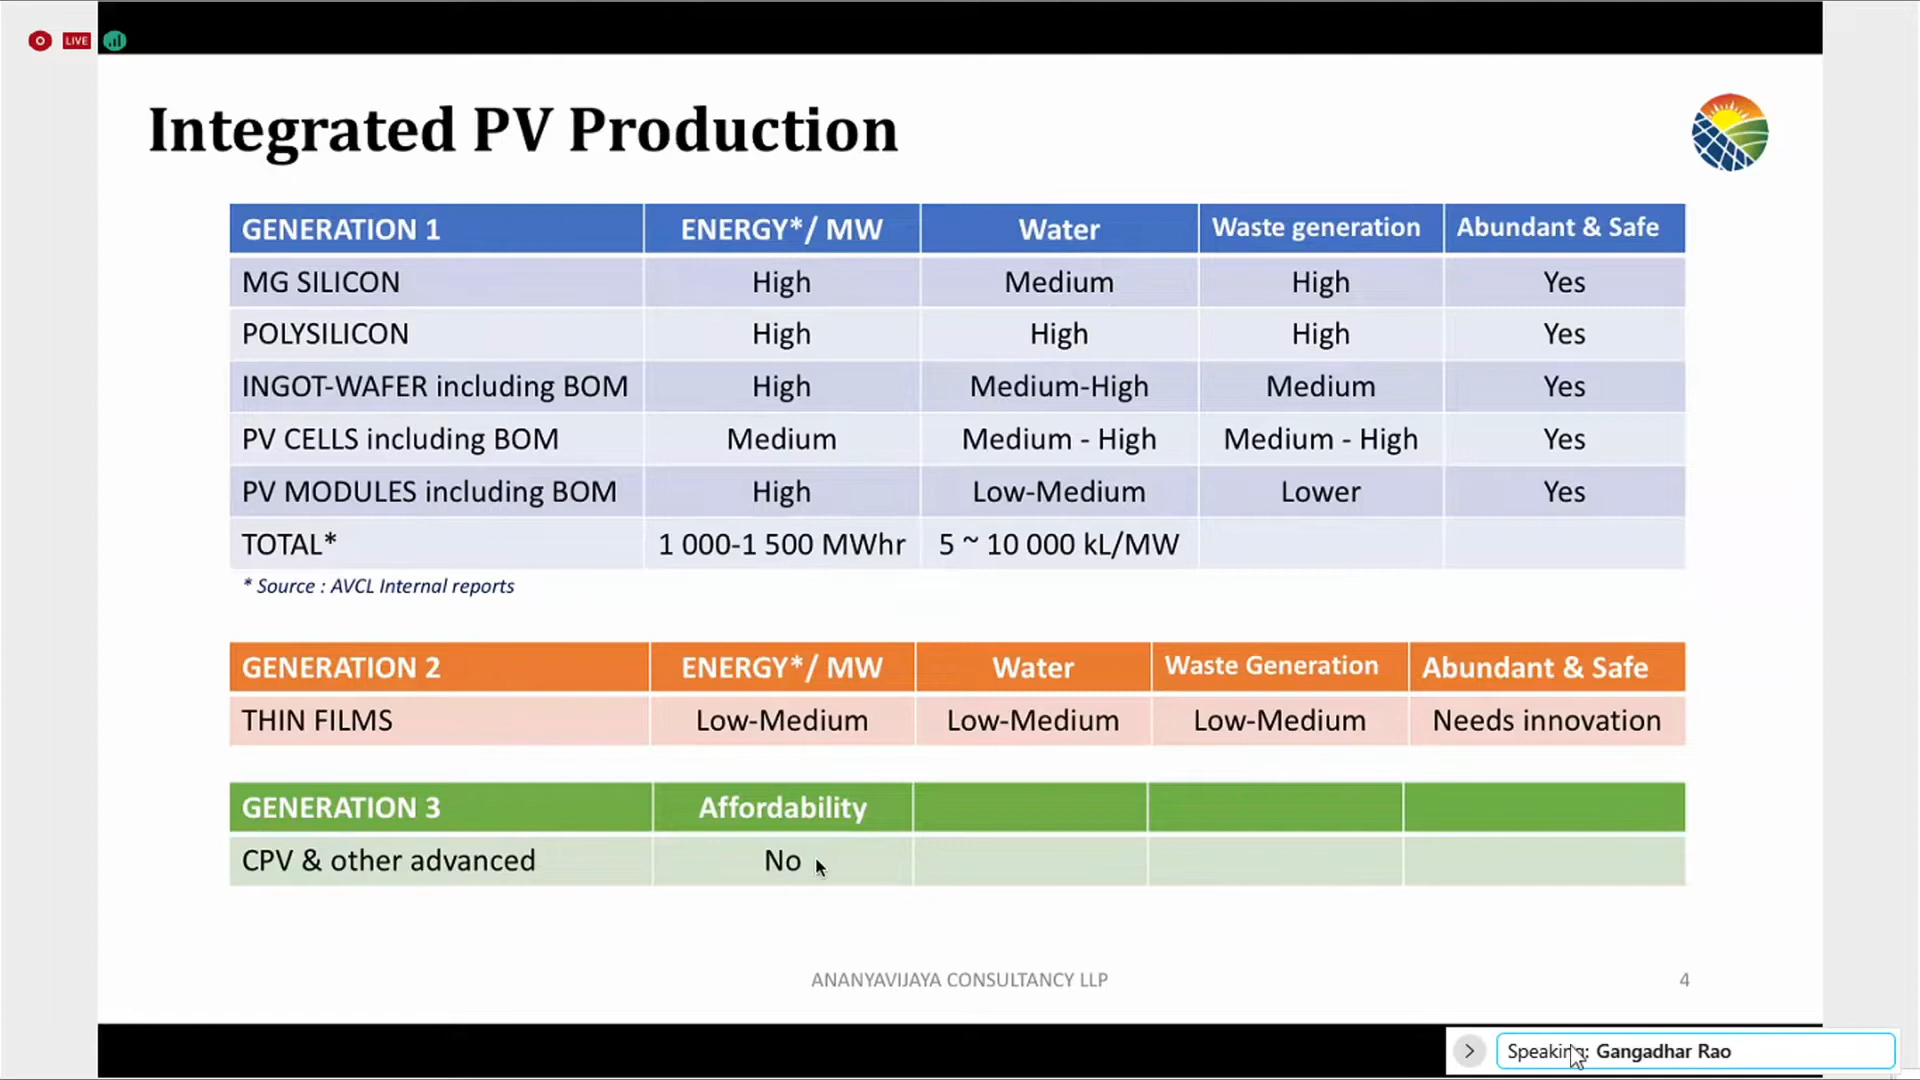 LIVE
Integrated PV Production
GENERATION 1 ENERGY*/ MW Water Waste generation Abundant & Safe
MG SILICON High Medium High Yes
POLYSILICON High High High Yes
INGOT-WAFER including BOM High Medium-High Medium Yes
PV CELLS including BOM Medium Medium - High Medium - High Yes
PV MODULES including BOM High Low-Medium Lower Yes
TOTAL* 1 000-1 500 MWhr 5 ~ 10 000 kL/MW
* Source : AVCL Internal reports
GENERATION 2 ENERGY*/ MW Water Waste Generation Abundant & Safe
THIN FILMS Low-Medium Low-Medium Low-Medium Needs innovation
GENERATION 3 Affordability
CPV & other advanced No
ANANYAVIJAYA CONSULTANCY LLP 4
Speaking: Gangadhar Rao